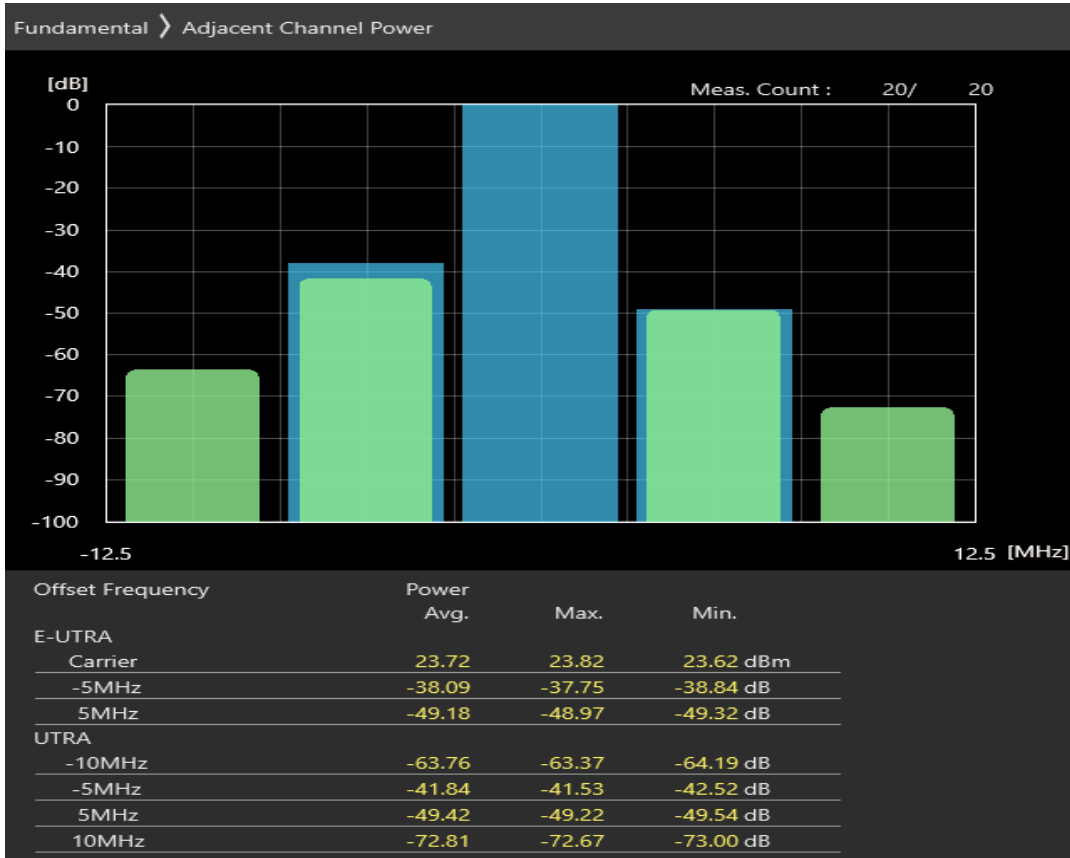 Fundamental 〉 Adjacent Channel Power
[dB]
Meas. Count : 20/ 20
0
-10
-20
-30
-40
-50
-60
-70
-80
-90
-100
-12.5 12.5 [MHz]
Offset Frequency Power
Avg. Max. Min.
E-UTRA
Carrier 23.72 23.82 23.62 dBm
-5MHz -38.09 -37.75 -38.84 dB
5MHz -49.18 -48.97 -49.32 dB
UTRA
-10MHz -63.76 -63.37 -64.19 dB
-5MHz -41.84 -41.53 -42.52 dB
5MHz -49.42 -49.22 -49.54 dB
10MHz -72.81 -72.67 -73.00 dB